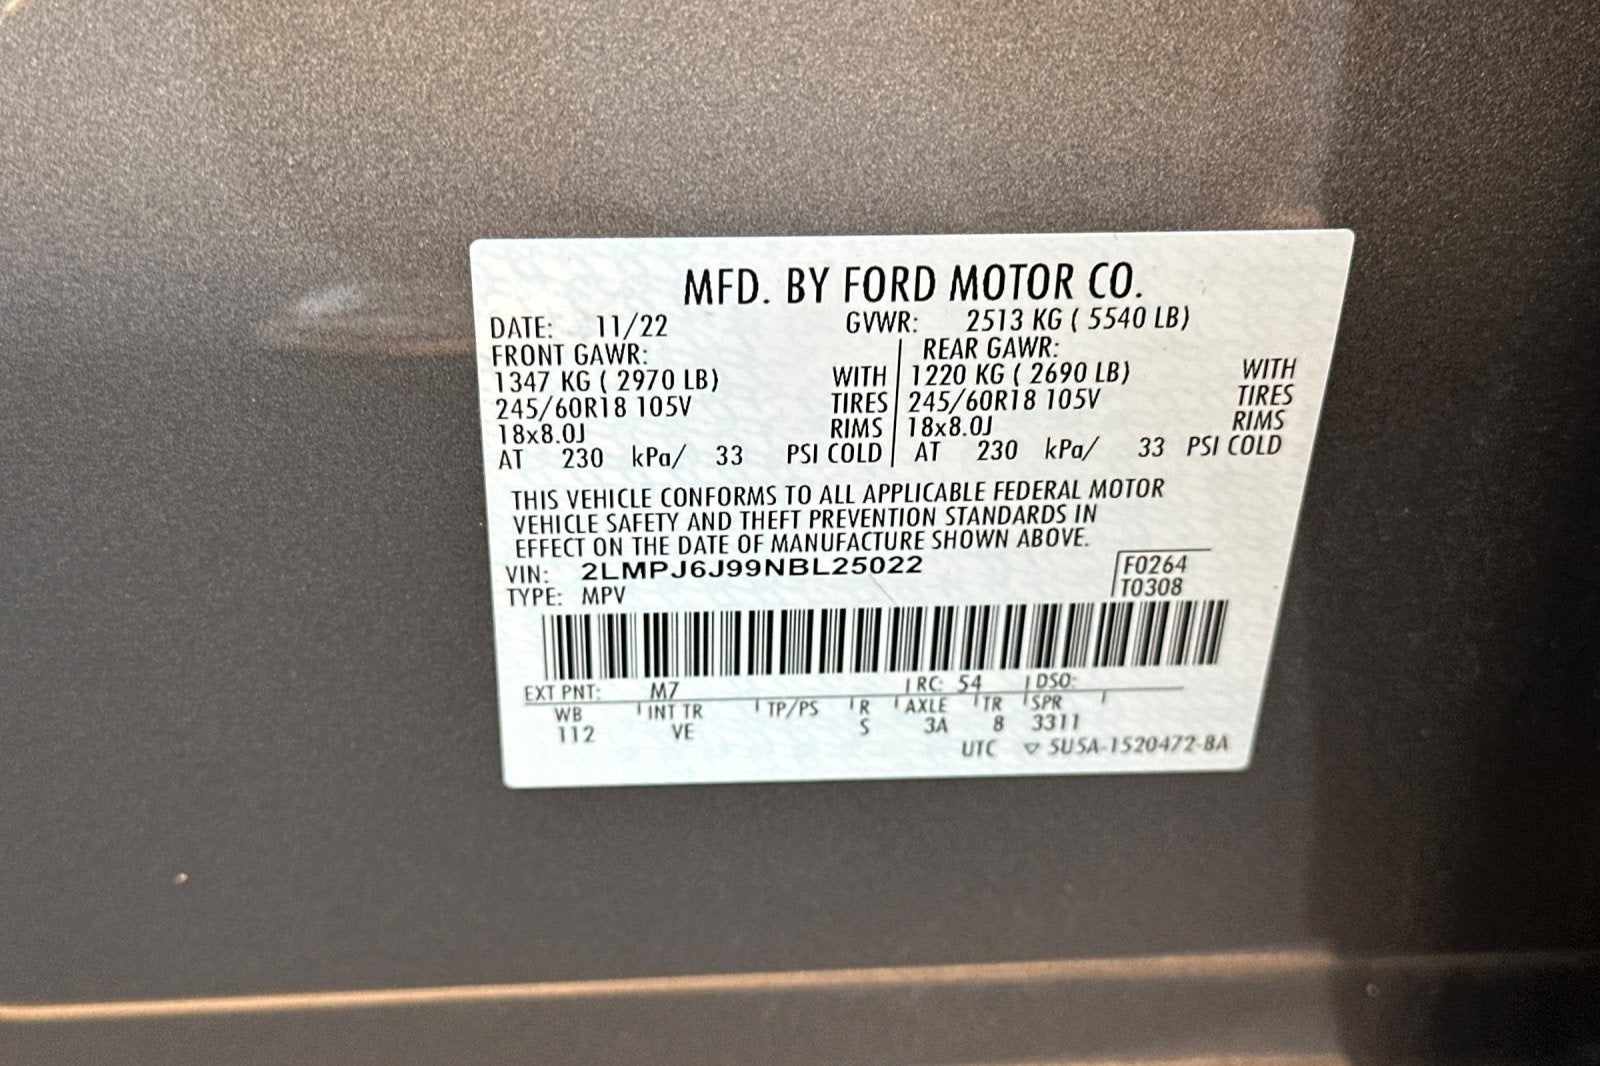 MFD. BY FORD MOTOR CO.
DATE: 11/22 GVWR: 2513 KG ( 5540 LB)
FRONT GAWR: REAR GAWR:
1347 KG ( 2970 LB) WITH 1220 KG ( 2690 LB) WITH
245/60R18 105V TIRES 245/60R18 105V TIRES
18x8.0J RIMS 18x8.0J RIMS
AT 230 kPa/ 33 PSI COLD AT 230 kPa/ 33 PSI COLD
THIS VEHICLE CONFORMS TO ALL APPLICABLE FEDERAL MOTOR
VEHICLE SAFETY AND THEFT PREVENTION STANDARDS IN
EFFECT ON THE DATE OF MANUFACTURE SHOWN ABOVE.
VIN: 2LMPJ6J99NBL25022 F0264
TYPE: MPV T0308
EXT PNT: M7 RC: 54 DSO:
WB INT TR TP/PS R AXLE TR SPR
112 VE S 3A 8 3311
UTC ▽ 5U5A-1520472-BA